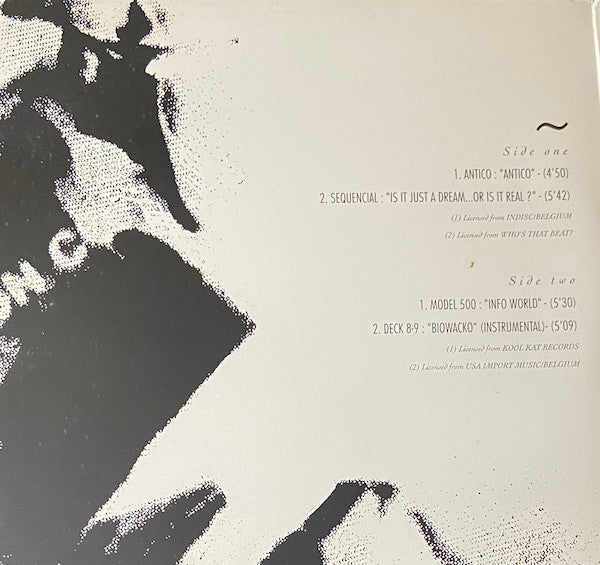 ON C
~
Side one
1. ANTICO : "ANTICO" - (4'50)
2. SEQUENCIAL : "IS IT JUST A DREAM...OR IS IT REAL ?" - (5'42)
(1) Licensed from INDISC/BELGIUM
(2) Licensed from WHO'S THAT BEAT?
Side two
1. MODEL 500 : "INFO WORLD" - (5'30)
2. DECK 8-9 : "BIOWACKO" (INSTRUMENTAL)- (5'09)
(1) Licensed from KOOL KAT RECORDS
(2) Licensed from USA IMPORT MUSIC/BELGIUM